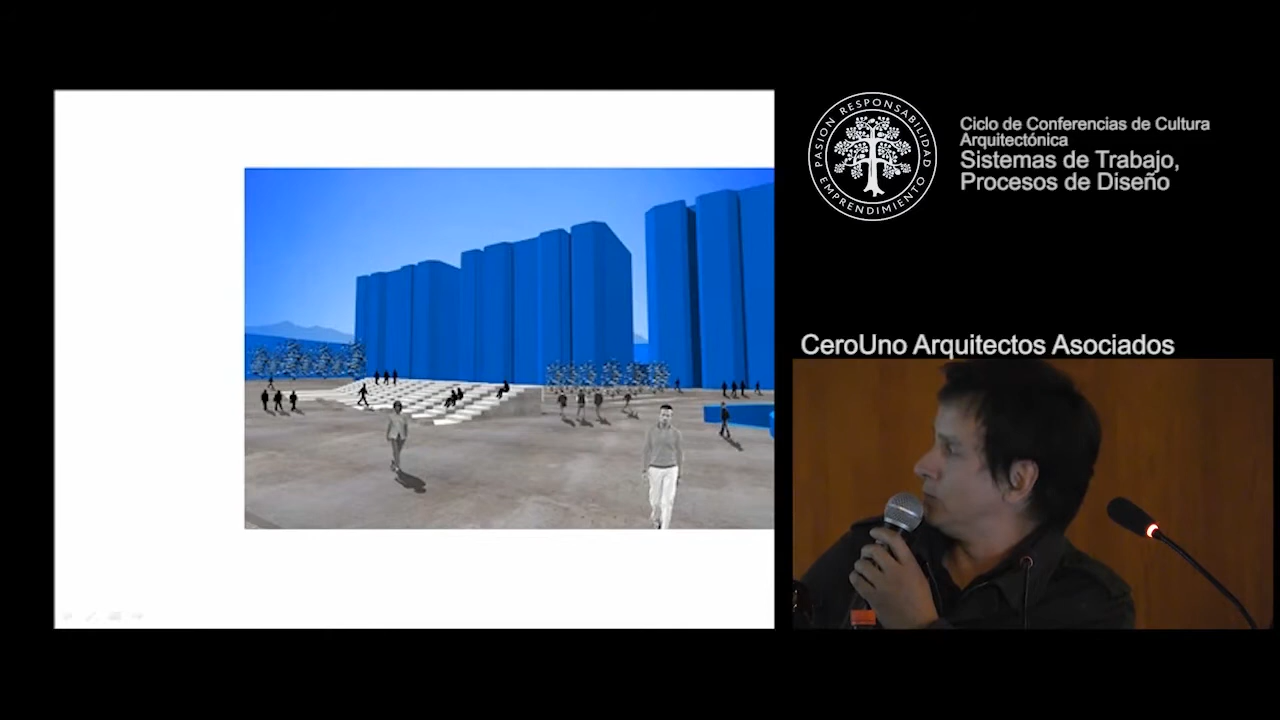 PASION RESPONSABILIDAD
EMPRENDIMIENTO
Ciclo de Conferencias de Cultura
Arquitectónica
Sistemas de Trabajo,
Procesos de Diseño
CeroUno Arquitectos Asociados